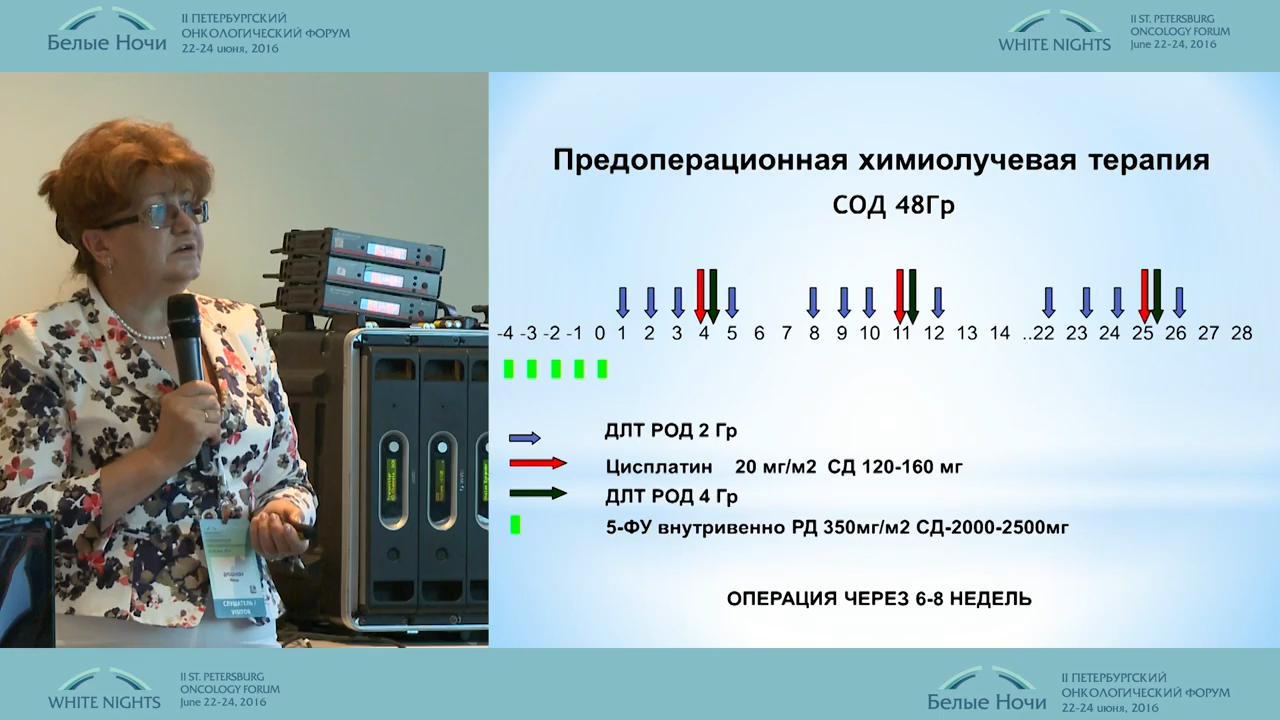 Белые Ночи
II ПЕТЕРБУРГСКИЙ
ОНКОЛОГИЧЕСКИЙ ФОРУМ
22-24 июня, 2016
WHITE NIGHTS
II ST. PETERSBURG
ONCOLOGY FORUM
June 22-24, 2016
Предоперационная химиолучевая терапия
СОД 48Гр
-4 -3 -2 -1 0 1 2 3 4 5 6 7 8 9 10 11 12 13 14 ..22 23 24 25 26 27 28
ДЛТ РОД 2 Гр
Цисплатин 20 мг/м2 СД 120-160 мг
ДЛТ РОД 4 Гр
5-ФУ внутривенно РД 350мг/м2 СД-2000-2500мг
ОПЕРАЦИЯ ЧЕРЕЗ 6-8 НЕДЕЛЬ
СЛУШАТЕЛЬ /
VISITOR
WHITE NIGHTS
II ST. PETERSBURG
ONCOLOGY FORUM
June 22-24, 2016
Белые Ночи
II ПЕТЕРБУРГСКИЙ
ОНКОЛОГИЧЕСКИЙ ФОРУМ
22-24 июня, 2016